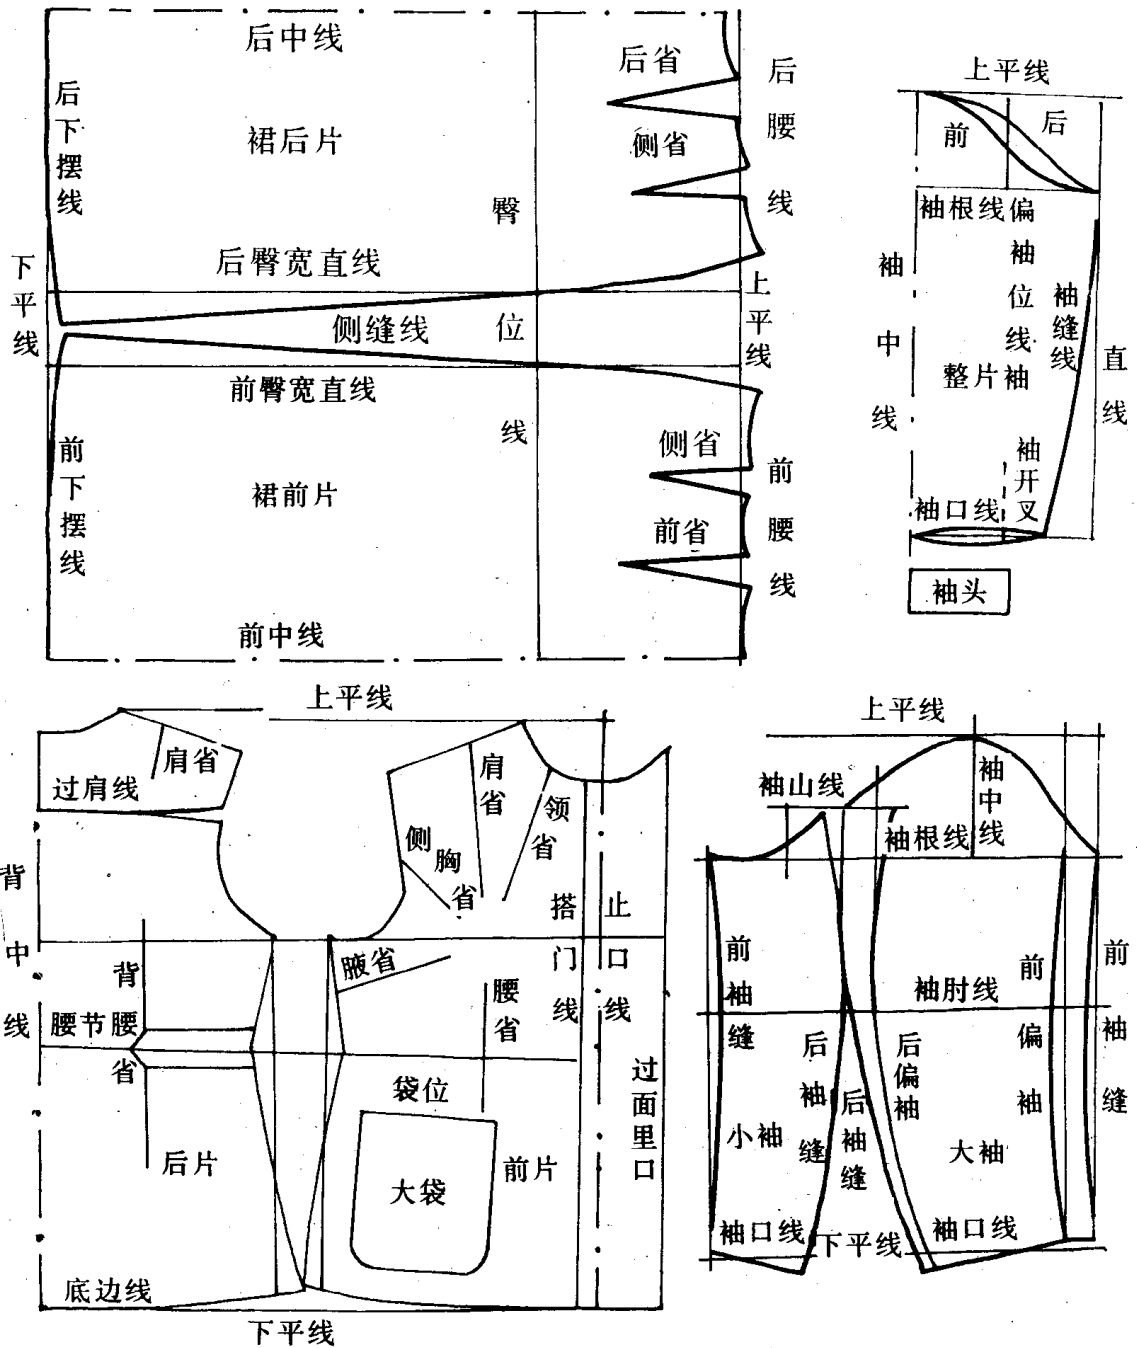 后中线
后省
后腰线
后下摆线
裙后片
侧省
臀位线
后臀宽直线
下平线
上平线
侧缝线
前臀宽直线
前下摆线
侧省
前腰线
裙前片
前省
前中线
上平线
前
后
袖根线
偏袖位线
袖中线
袖缝线
直线
整片袖
袖开叉
袖口线
袖头
上平线
肩省
过肩线
肩省
领省
侧胸省
背中线
搭门线
止口线
腋省
背腰省
腰节
腰省
过面里口
袋位
后片
大袋
前片
底边线
下平线
上平线
袖山线
袖中线
袖根线
前袖缝
袖肘线
前偏袖
前袖缝
后袖缝
后袖缝
后偏袖
小袖
大袖
袖口线
下平线
袖口线